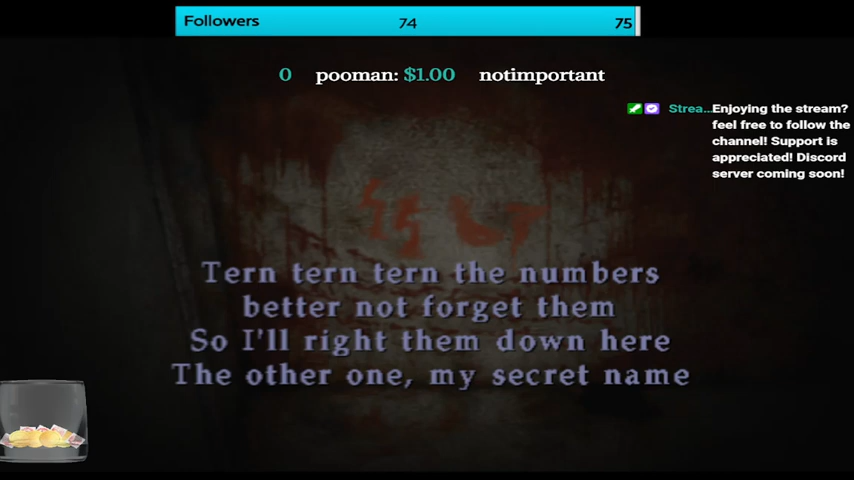 Followers 74 75
0 pooman: $1.00 notimportant
Strea... Enjoying the stream?
feel free to follow the
channel! Support is
appreciated! Discord
server coming soon!
Tern tern tern the numbers
better not forget them
So I'll right them down here
The other one, my secret name